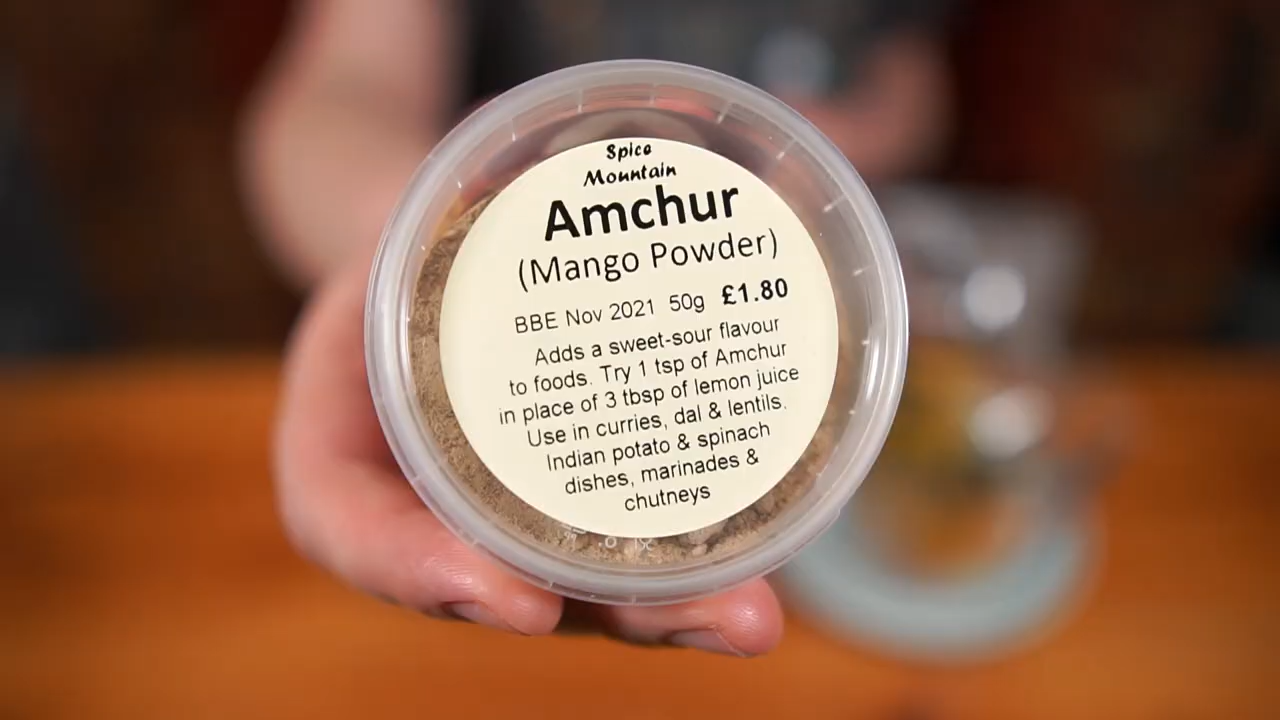 Spice
Mountain
Amchur
(Mango Powder)
BBE Nov 2021 50g £1.80
Adds a sweet-sour flavour
to foods. Try 1 tsp of Amchur
in place of 3 tbsp of lemon juice
Use in curries, dal & lentils.
Indian potato & spinach
dishes, marinades &
chutneys